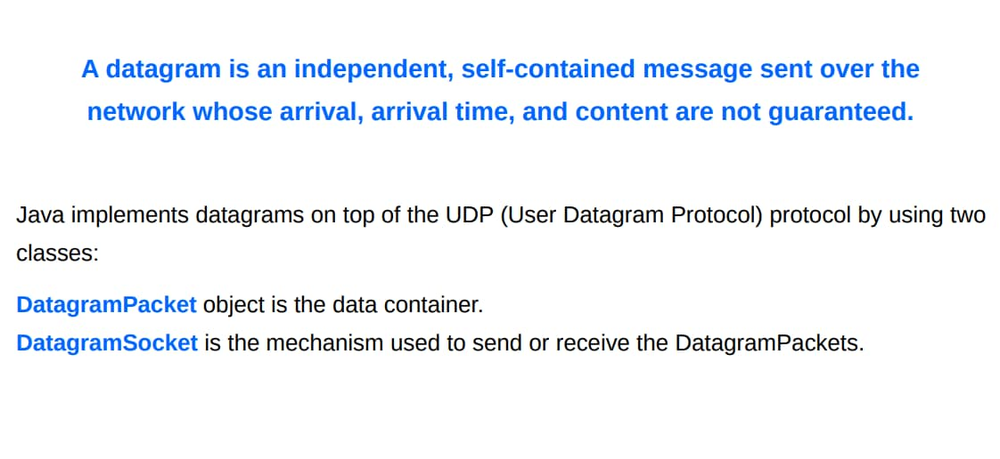 A datagram is an independent, self-contained message sent over the
network whose arrival, arrival time, and content are not guaranteed.
Java implements datagrams on top of the UDP (User Datagram Protocol) protocol by using two
classes:
DatagramPacket object is the data container.
DatagramSocket is the mechanism used to send or receive the DatagramPackets.